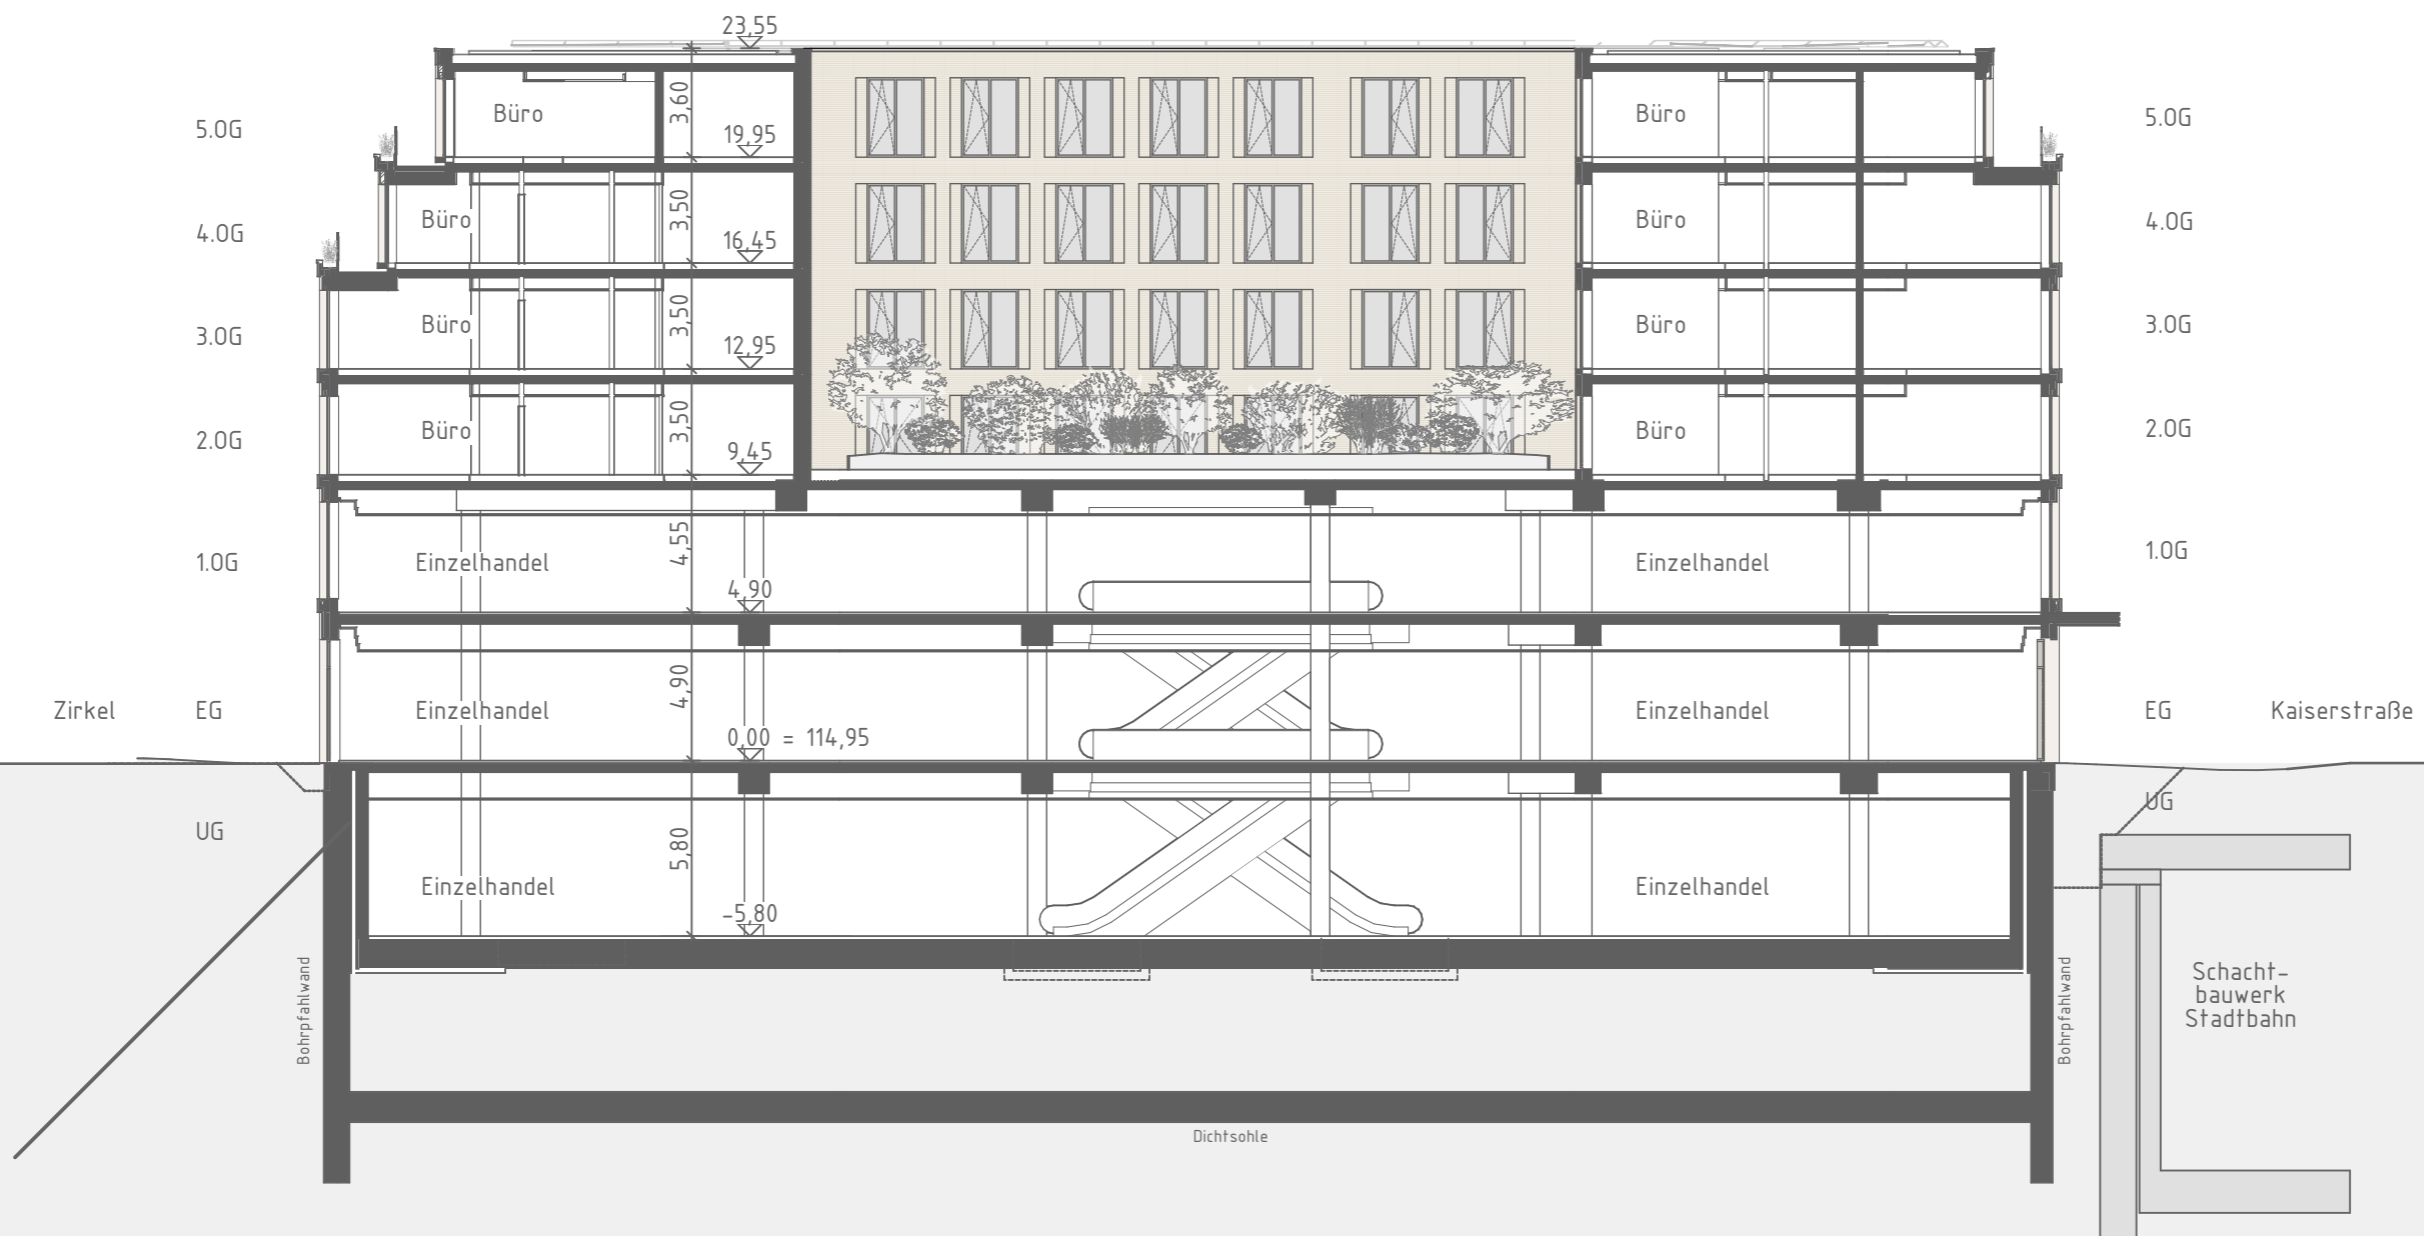 23,55
3,60
Büro
Büro
5.OG
5.OG
19,95
3,50
Büro
Büro
4.OG
4.OG
16,45
3,50
Büro
Büro
3.OG
3.OG
12,95
3,50
Büro
Büro
2.OG
2.OG
9,45
4,55
1.OG
Einzelhandel
Einzelhandel
1.OG
4,90
4,90
Zirkel
EG
Einzelhandel
Einzelhandel
EG
Kaiserstraße
0,00 = 114,95
UG
UG
5,80
Einzelhandel
Einzelhandel
-5,80
Bohrpfahlwand
Bohrpfahlwand
Schacht-
bauwerk
Stadtbahn
Dichtsohle